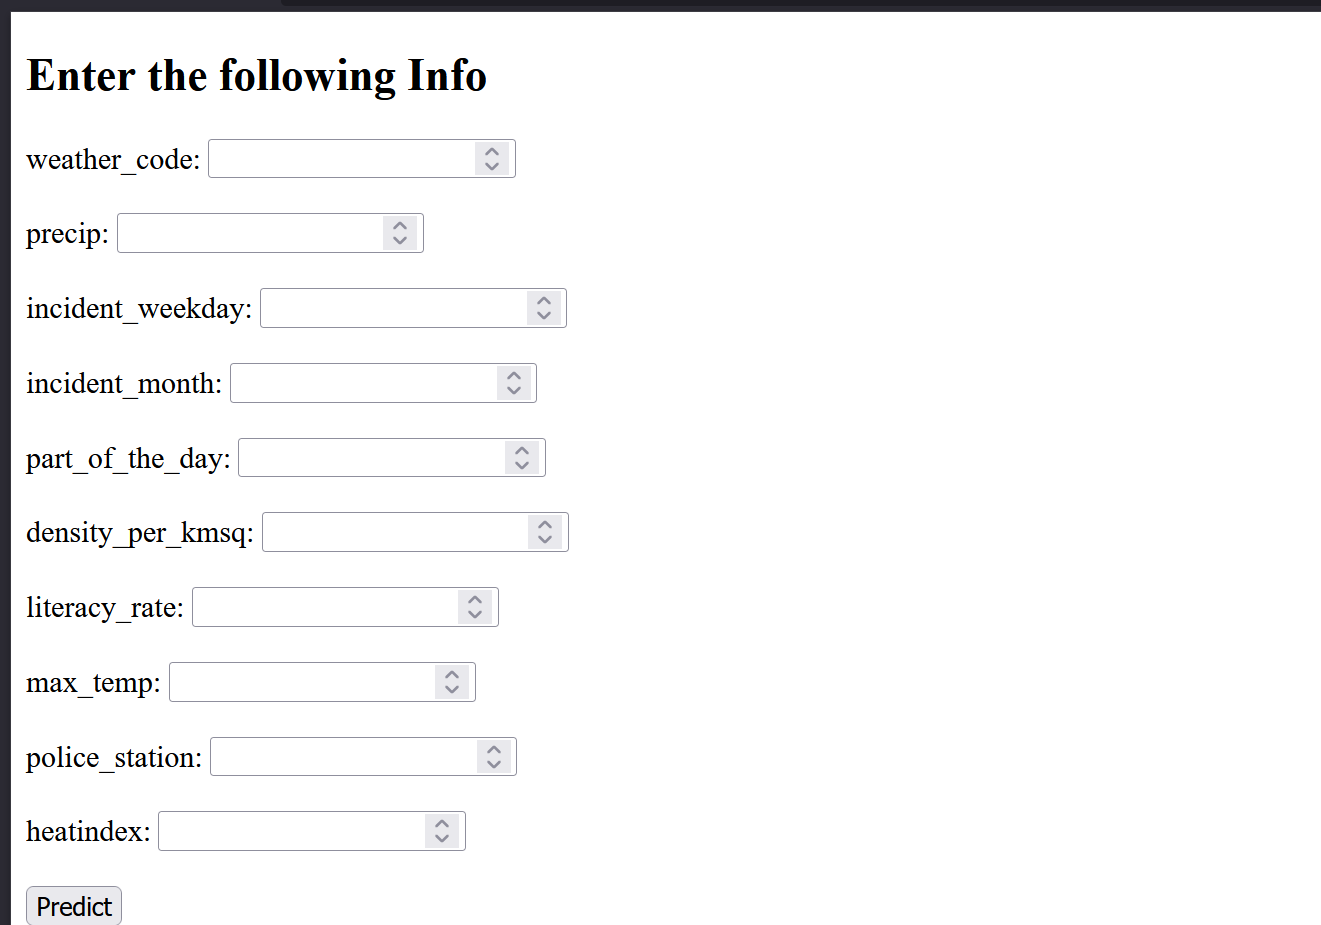 Enter the following Info
weather_code:
precip:
incident_weekday:
incident_month:
part_of_the_day:
density_per_kmsq:
literacy_rate:
max_temp:
police_station:
heatindex:
Predict